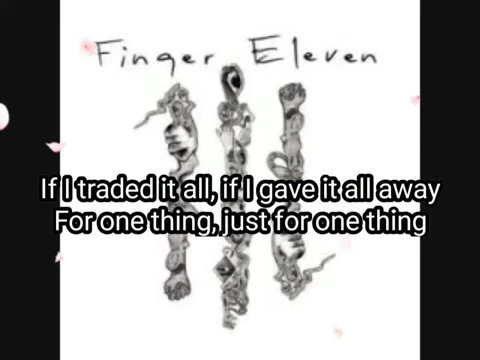 Finger Eleven
If I traded it all, if I gave it all away
For one thing, just for one thing